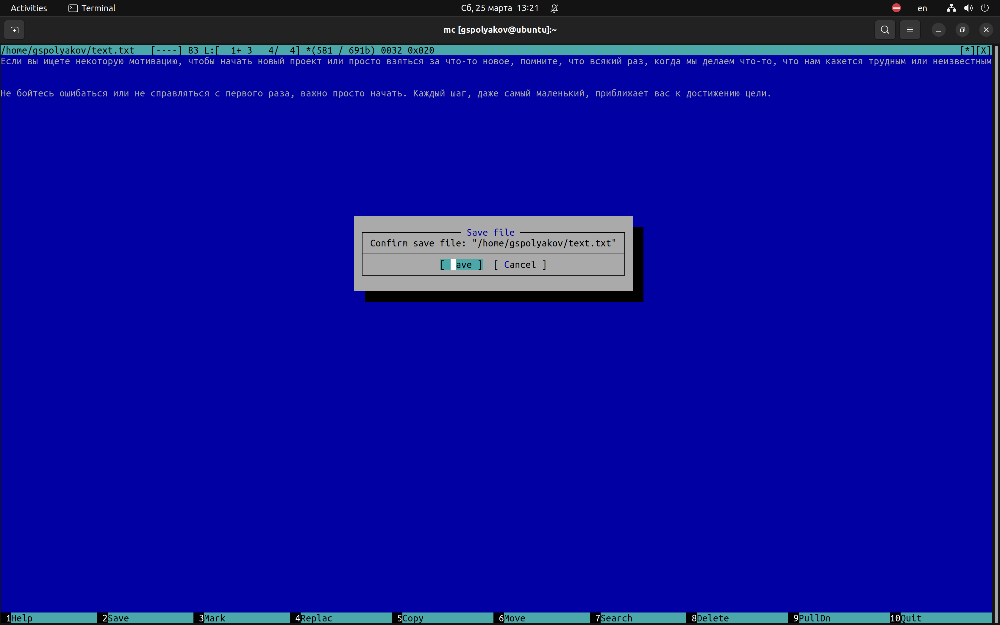 Activities Terminal Сб, 25 марта 13:21 en
mc [gspolyakov@ubuntu]:~
/home/gspolyakov/text.txt [----] 83 L:[ 1+ 3 4/ 4] *(581 / 691b) 0032 0x020 [*][X]
Если вы ищете некоторую мотивацию, чтобы начать новый проект или просто взяться за что-то новое, помните, что всякий раз, когда мы делаем что-то, что нам кажется трудным или неизвестным
Не бойтесь ошибаться или не справляться с первого раза, важно просто начать. Каждый шаг, даже самый маленький, приближает вас к достижению цели.
Save file
Confirm save file: "/home/gspolyakov/text.txt"
[ ave ] [ Cancel ]
1Help 2Save 3Mark 4Replac 5Copy 6Move 7Search 8Delete 9PullDn 10Quit